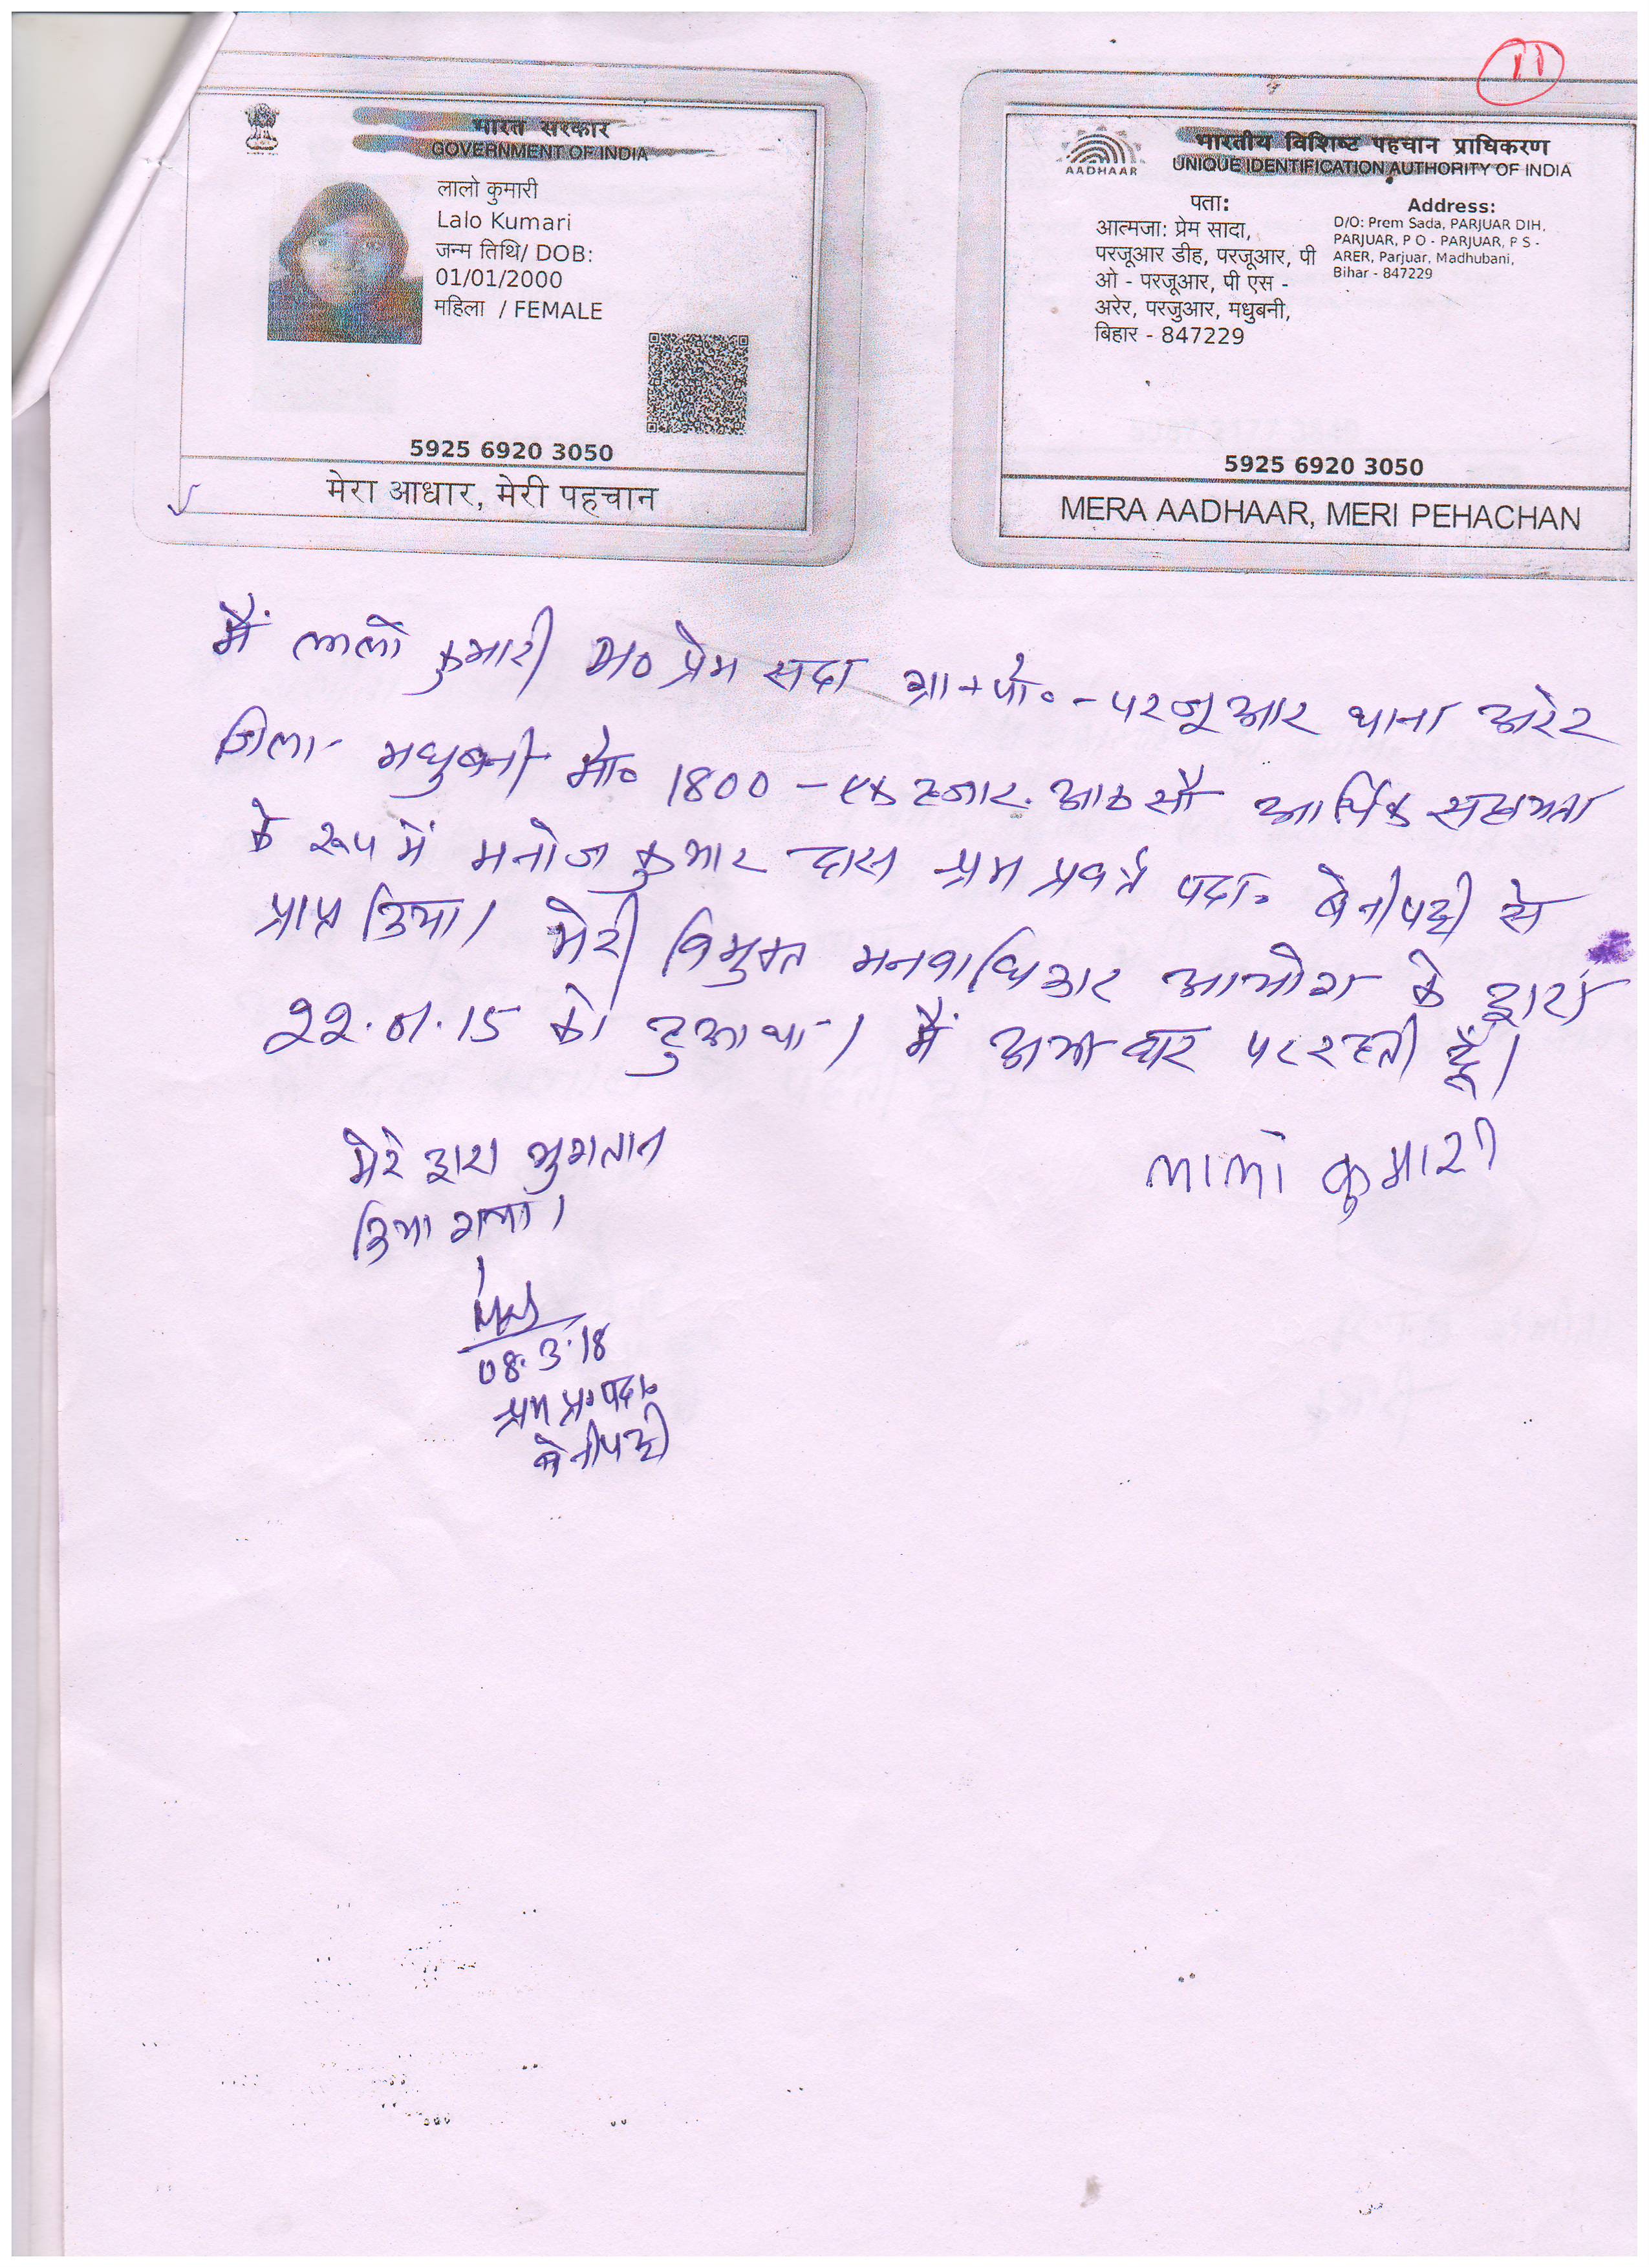 11
भारत सरकार
GOVERNMENT OF INDIA
लालो कुमारी
Lalo Kumari
जन्म तिथि/ DOB:
01/01/2000
महिला / FEMALE
5925 6920 3050
मेरा आधार, मेरी पहचान
भारतीय विशिष्ट पहचान प्राधिकरण
UNIQUE IDENTIFICATION AUTHORITY OF INDIA
AADHAAR
पता:
आत्मजा: प्रेम सादा,
परजूआर डीह, परजूआर, पी
ओ - परजूआर, पी एस -
अरेर, परजुआर, मधुबनी,
बिहार - 847229
Address:
D/O: Prem Sada, PARJUAR DIH,
PARJUAR, P O - PARJUAR, P S -
ARER, Parjuar, Madhubani,
Bihar - 847229
5925 6920 3050
MERA AADHAAR, MERI PEHACHAN
मैं लालो कुमारी प्रेम सदा ग्रा+पो०-परजूआर थाना अरेर
जिला- मधुबनी मो० 1800 - एक हजार आठ सौ आर्थिक सहायता
के रूप में मनोज कुमार दास श्रम प्रवर्त्तन पदा० बेनीपट्टी से
प्राप्त किया। मेरी विमुक्त मनवाधिकार आयोग के द्वारा
22.01.15 को हुआ था। मैं अभी घर पर रहती हूँ।
लालो कुमारी
मेरे द्वारा भुगतान
किया गया।
08.3.18
श्रम प्र० पदा०
बेनीपट्टी